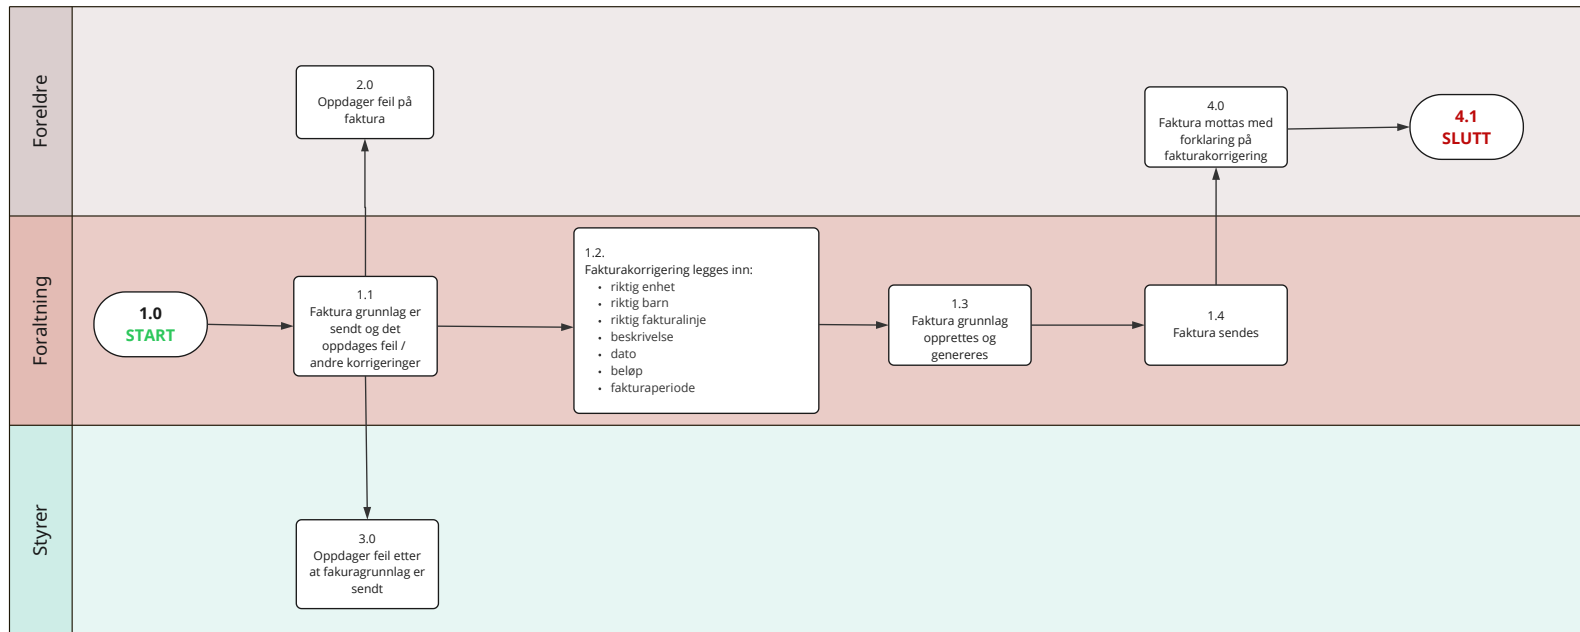 Foreldre
2.0
Oppdager feil på
faktura
4.0
Faktura mottas med
forklaring på
fakturakorrigering
4.1
SLUTT
Foraltning
1.0
START
1.1
Faktura grunnlag er
sendt og det
oppdages feil /
andre korrigeringer
1.2.
Fakturakorrigering legges inn:
• riktig enhet
• riktig barn
• riktig fakturalinje
• beskrivelse
• dato
• beløp
• fakturaperiode
1.3
Faktura grunnlag
opprettes og
genereres
1.4
Faktura sendes
Styrer
3.0
Oppdager feil etter
at fakuragrunnlag er
sendt